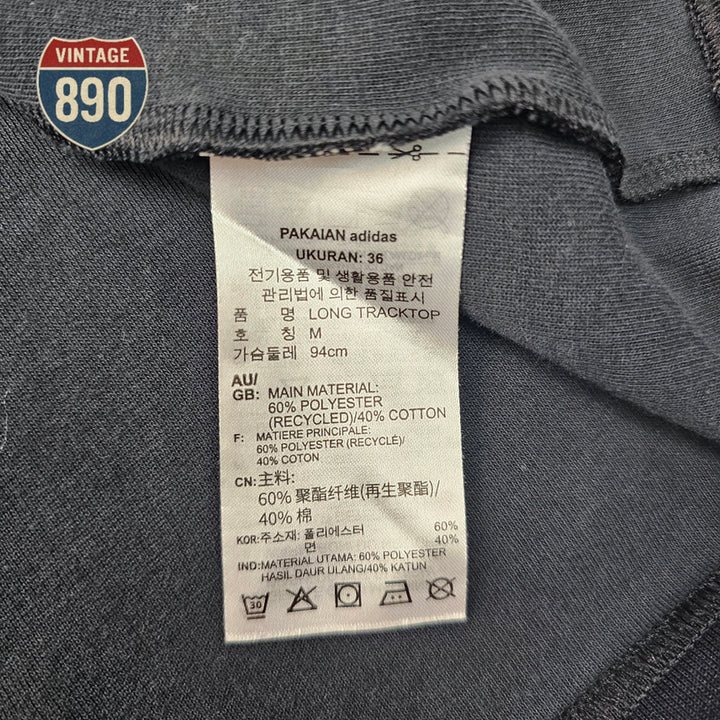 VINTAGE
890
PAKAIAN adidas
UKURAN: 36
전기용품 및 생활용품 안전
관리법에 의한 품질표시
품 명 LONG TRACKTOP
호 칭 M
가슴둘레 94cm
AU/
GB: MAIN MATERIAL:
60% POLYESTER
(RECYCLED)/40% COTTON
F: MATIERE PRINCIPALE:
60% POLYESTER (RECYCLÉ)/
40% COTON
CN:主料:
60% 聚酯纤维(再生聚酯)/
40% 棉
KOR:주소재: 폴리에스터 60%
면 40%
IND:MATERIAL UTAMA: 60% POLYESTER
HASIL DAUR ULANG/40% KATUN
30